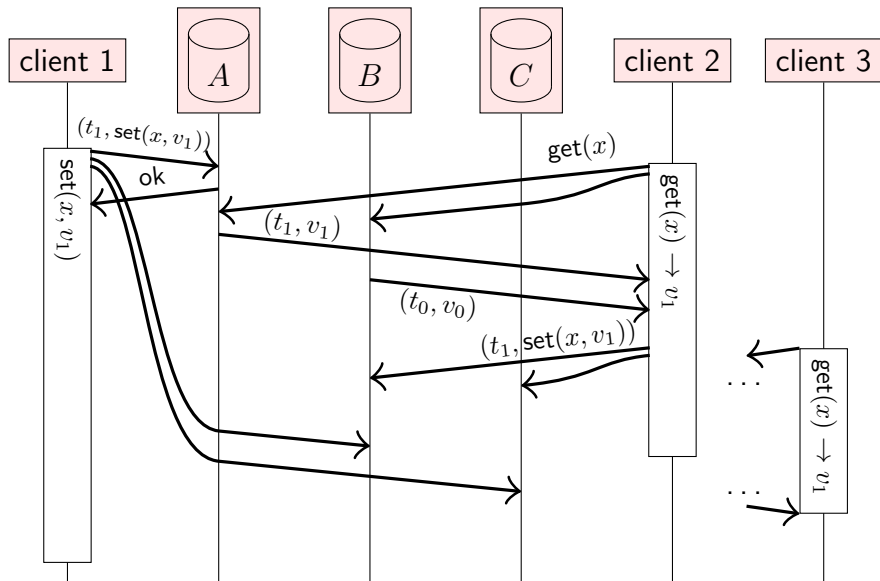 client 1
A
B
C
client 2
client 3
(t₁, set(x, v₁))
ok
get(x)
set(x, v₁)
get(x) → v₁
(t₁, v₁)
(t₀, v₀)
(t₁, set(x, v₁))
...
get(x) → v₁
...